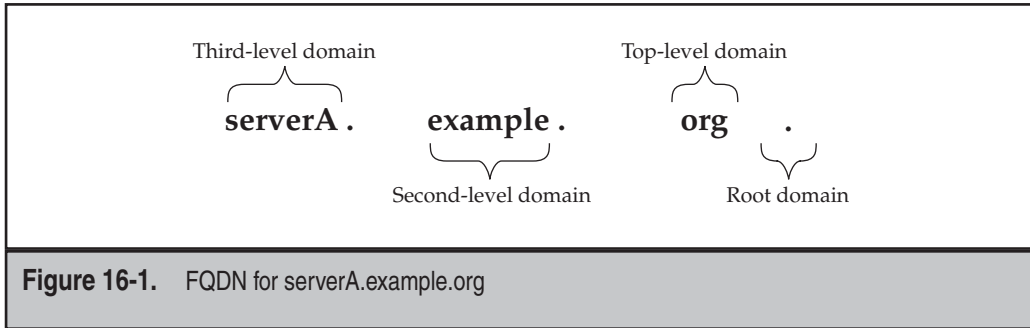 Third-level domain Top-level domain
serverA . example . org .
Second-level domain Root domain
Figure 16-1. FQDN for serverA.example.org